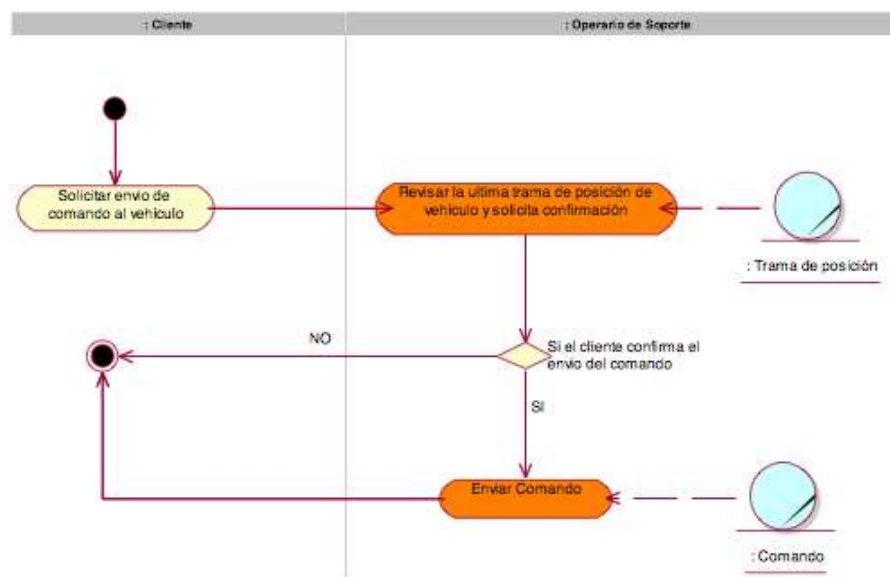 : Cliente
: Operario de Soporte
Solicitar envio de
comando al vehiculo
Revisar la ultima trama de posición de
vehículo y solicita confirmación
: Trama de posición
NO
Si el cliente confirma el
envio del comando
SI
Enviar Comando
: Comando